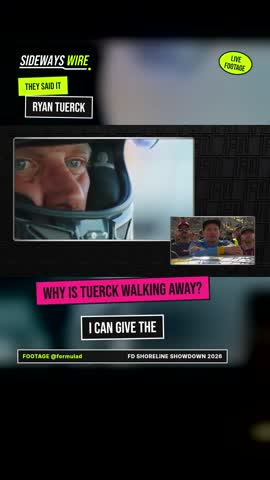 SIDEWAYS WIRE.
LIVE
FOOTAGE
THEY SAID IT
RYAN TUERCK
WHY IS TUERCK WALKING AWAY?
I CAN GIVE THE
FOOTAGE @formulad
FD SHORELINE SHOWDOWN 2026